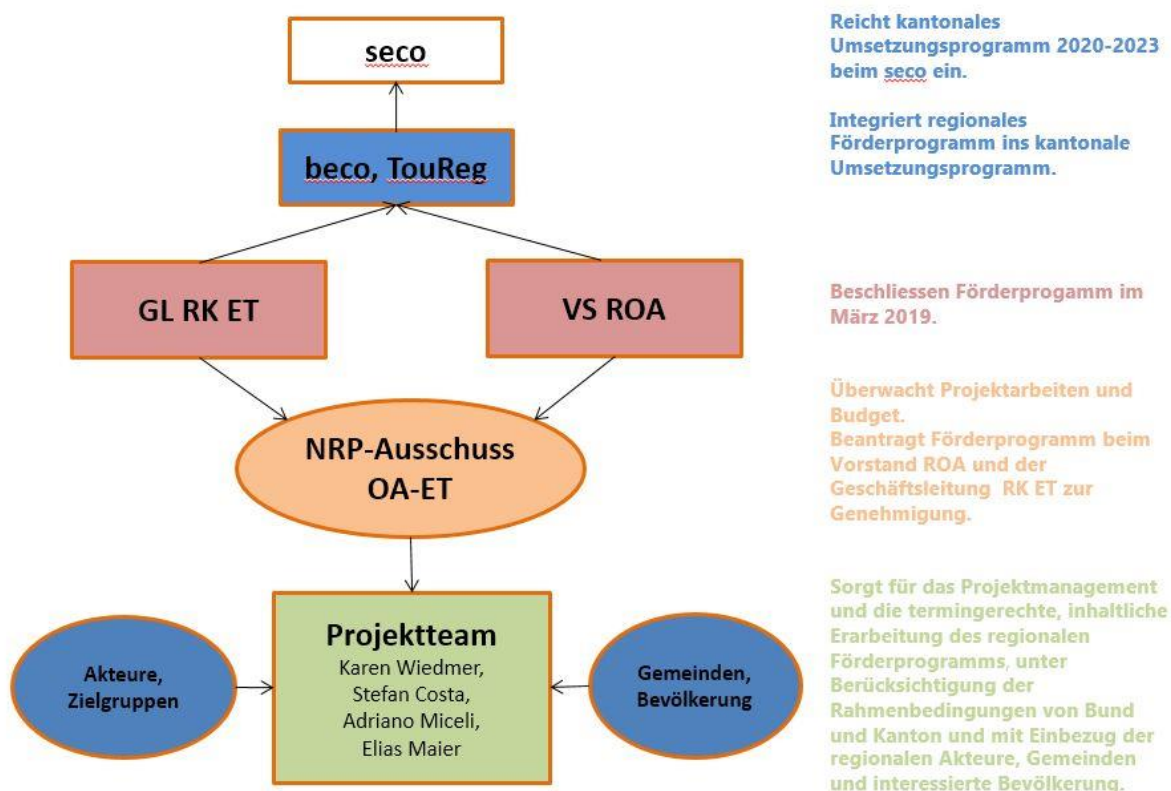 seco
beco, TouReg
GL RK ET
VS ROA
NRP-Ausschuss
OA-ET
Akteure,
Zielgruppen
Projektteam
Karen Wiedmer,
Stefan Costa,
Adriano Miceli,
Elias Maier
Gemeinden,
Bevölkerung
Reicht kantonales
Umsetzungsprogramm 2020-2023
beim seco ein.
Integriert regionales
Förderprogramm ins kantonale
Umsetzungsprogramm.
Beschliessen Förderprogamm im
März 2019.
Überwacht Projektarbeiten und
Budget.
Beantragt Förderprogramm beim
Vorstand ROA und der
Geschäftsleitung RK ET zur
Genehmigung.
Sorgt für das Projektmanagement
und die termingerechte, inhaltliche
Erarbeitung des regionalen
Förderprogramms, unter
Berücksichtigung der
Rahmenbedingungen von Bund
und Kanton und mit Einbezug der
regionalen Akteure, Gemeinden
und interessierte Bevölkerung.